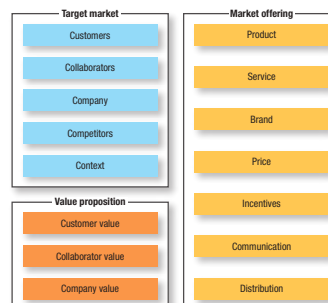 Target market
Customers
Collaborators
Company
Competitors
Context
Value proposition
Customer value
Collaborator value
Company value
Market offering
Product
Service
Brand
Price
Incentives
Communication
Distribution